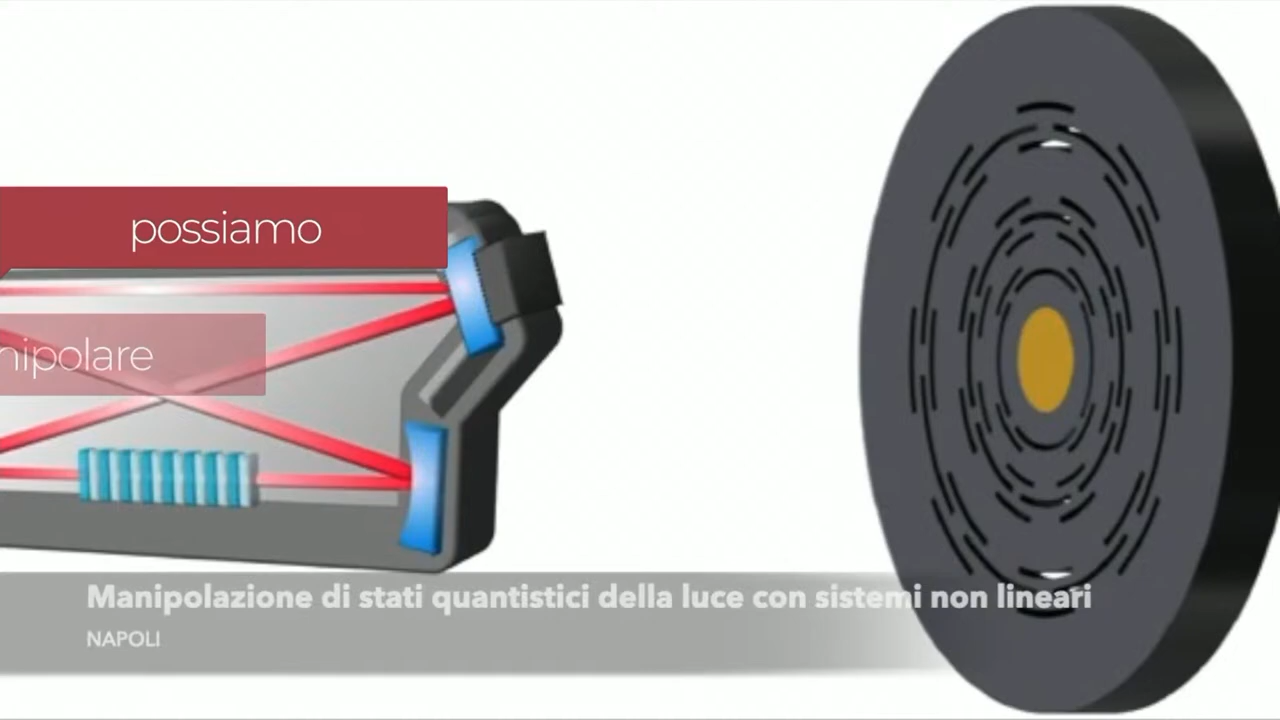 possiamo
nipolare
Manipolazione di stati quantistici della luce con sistemi non lineari
NAPOLI